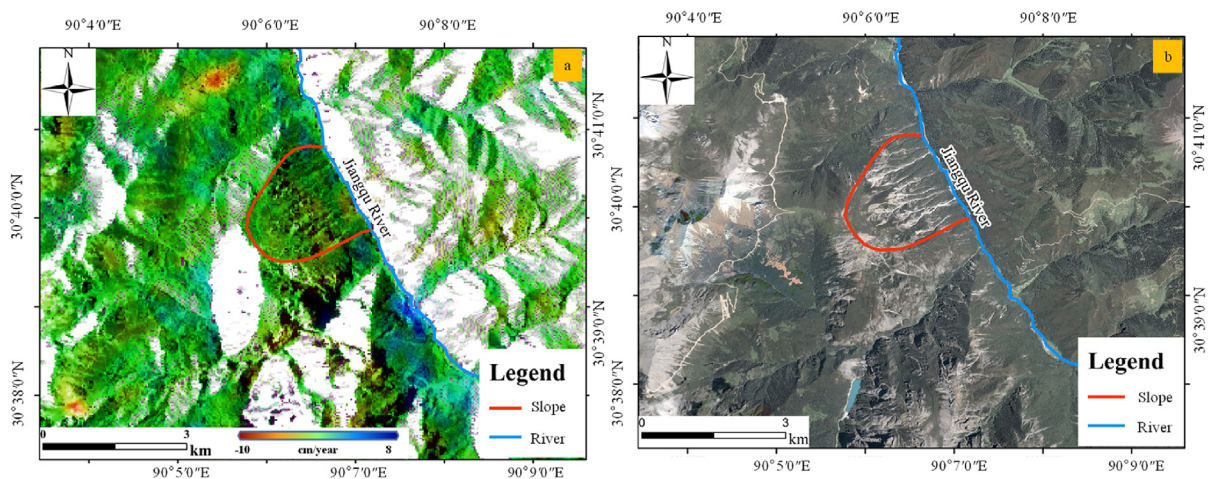 90°4′0″E 90°6′0″E 90°8′0″E
N
a
30°41′0″N
30°40′0″N
30°39′0″N
30°38′0″N
Jiangqu River
Legend
Slope
River
0 3
km
-10 cm/year 8
90°5′0″E 90°7′0″E 90°9′0″E
90°4′0″E 90°6′0″E 90°8′0″E
N
b
30°41′0″N
30°40′0″N
30°39′0″N
30°38′0″N
Jiangqu River
Legend
Slope
River
0 3
km
90°5′0″E 90°7′0″E 90°9′0″E